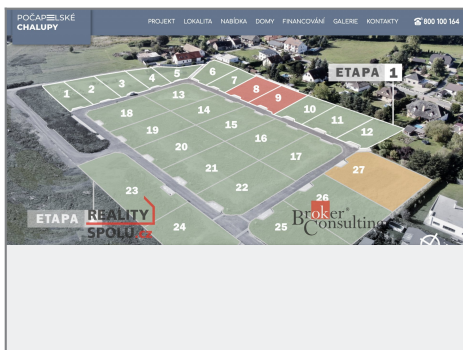 POČAPELSKÉ
CHALUPY
PROJEKT LOKALITA NABÍDKA DOMY FINANCOVÁNÍ GALERIE KONTAKTY 800 100 164
ETAPA 1
1 2 3 4 5 6 7 8 9 10 11 12
13 14 15 16 17
18 19 20 21 22
23 24 25 26 27
ETAPA
REALITY
SPOLU.cz
Broker
Consulting